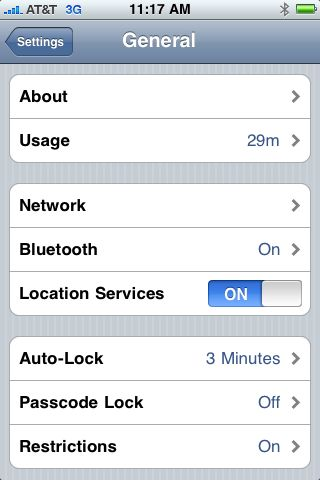 AT&T 3G 11:17 AM
Settings General
About
Usage 29m
Network
Bluetooth On
Location Services ON
Auto-Lock 3 Minutes
Passcode Lock Off
Restrictions On